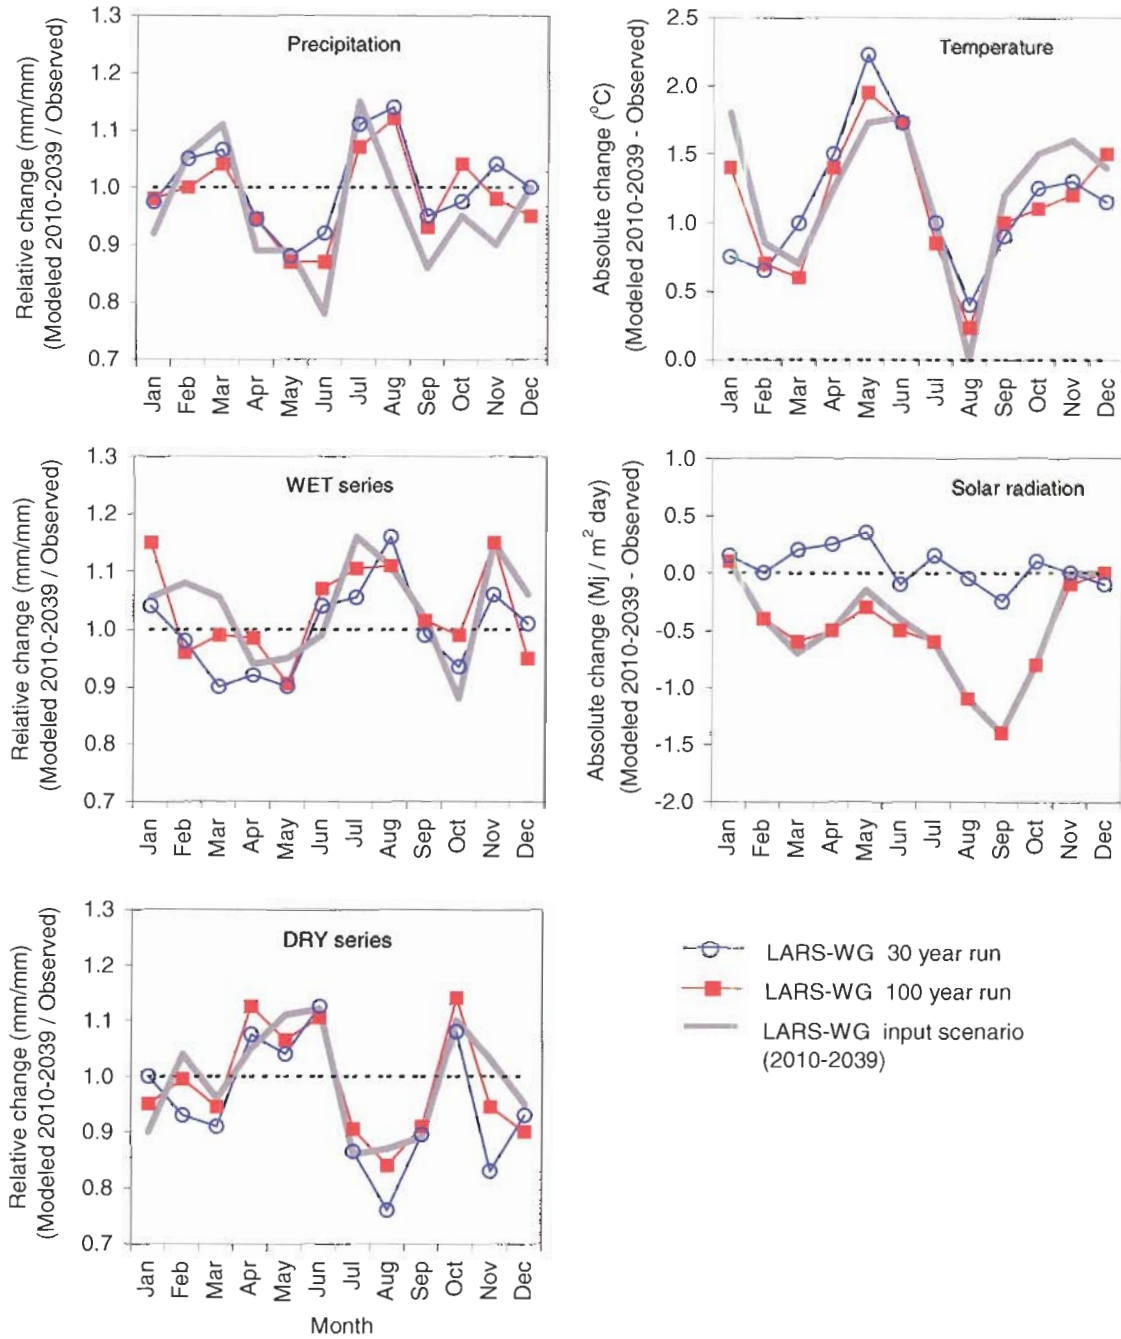 Precipitation
Relative change (mm/mm)
(Modeled 2010-2039 / Observed)
1.3
1.2
1.1
1.0
0.9
0.8
0.7
Jan Feb Mar Apr May Jun Jul Aug Sep Oct Nov Dec
Temperature
Absolute change (°C)
(Modeled 2010-2039 - Observed)
2.5
2.0
1.5
1.0
0.5
0.0
Jan Feb Mar Apr May Jun Jul Aug Sep Oct Nov Dec
WET series
Relative change (mm/mm)
(Modeled 2010-2039 / Observed)
1.3
1.2
1.1
1.0
0.9
0.8
0.7
Jan Feb Mar Apr May Jun Jul Aug Sep Oct Nov Dec
Solar radiation
Absolute change (Mj / m² day)
(Modeled 2010-2039 - Observed)
1.0
0.5
0.0
-0.5
-1.0
-1.5
-2.0
Jan Feb Mar Apr May Jun Jul Aug Sep Oct Nov Dec
DRY series
Relative change (mm/mm)
(Modeled 2010-2039 / Observed)
1.3
1.2
1.1
1.0
0.9
0.8
0.7
Jan Feb Mar Apr May Jun Jul Aug Sep Oct Nov Dec
Month
LARS-WG 30 year run
LARS-WG 100 year run
LARS-WG input scenario
(2010-2039)